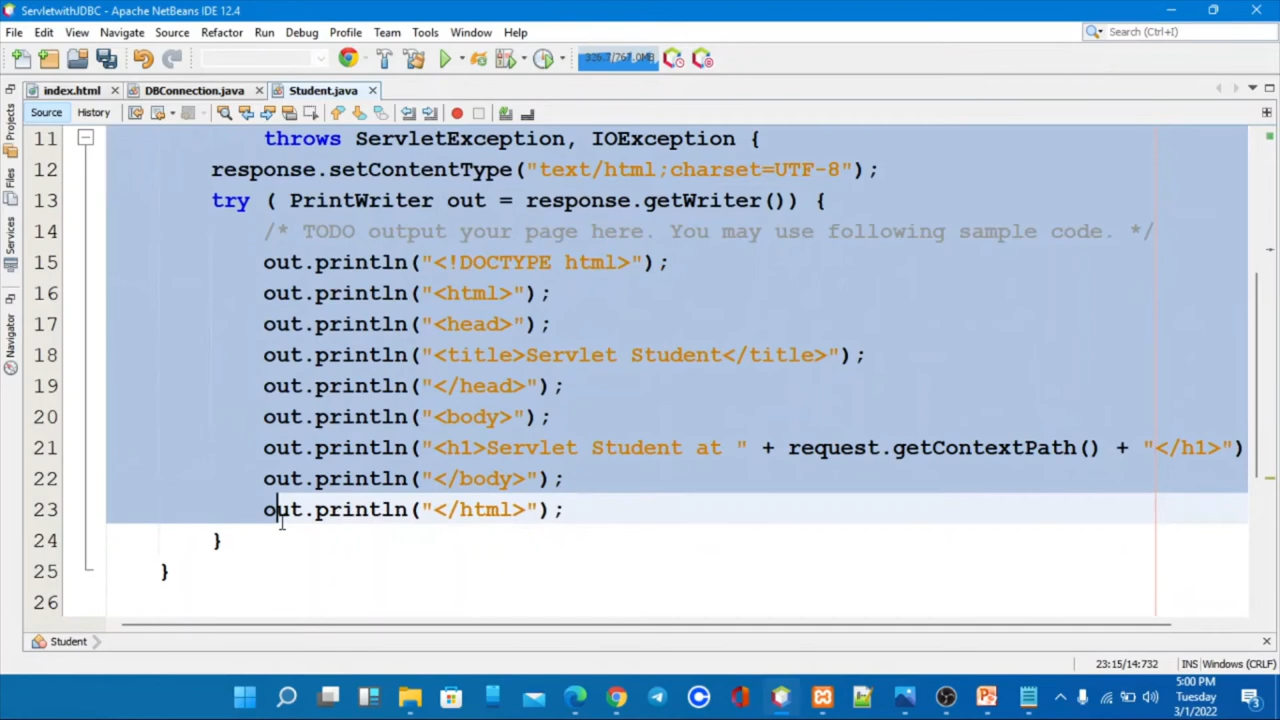 ServletwithJDBC - Apache NetBeans IDE 12.4
File Edit View Navigate Source Refactor Run Debug Profile Team Tools Window Help
Search (Ctrl+I)
326.7/767.0MB
index.html DBConnection.java Student.java
Source History
Projects
Files
Services
Navigator
11 throws ServletException, IOException {
12 response.setContentType("text/html;charset=UTF-8");
13 try ( PrintWriter out = response.getWriter()) {
14 /* TODO output your page here. You may use following sample code. */
15 out.println("<!DOCTYPE html>");
16 out.println("<html>");
17 out.println("<head>");
18 out.println("<title>Servlet Student</title>");
19 out.println("</head>");
20 out.println("<body>");
21 out.println("<h1>Servlet Student at " + request.getContextPath() + "</h1>")
22 out.println("</body>");
23 out.println("</html>");
24 }
25 }
26
Student
23:15/14:732 INS Windows (CRLF)
5:00 PM
Tuesday
3/1/2022
3